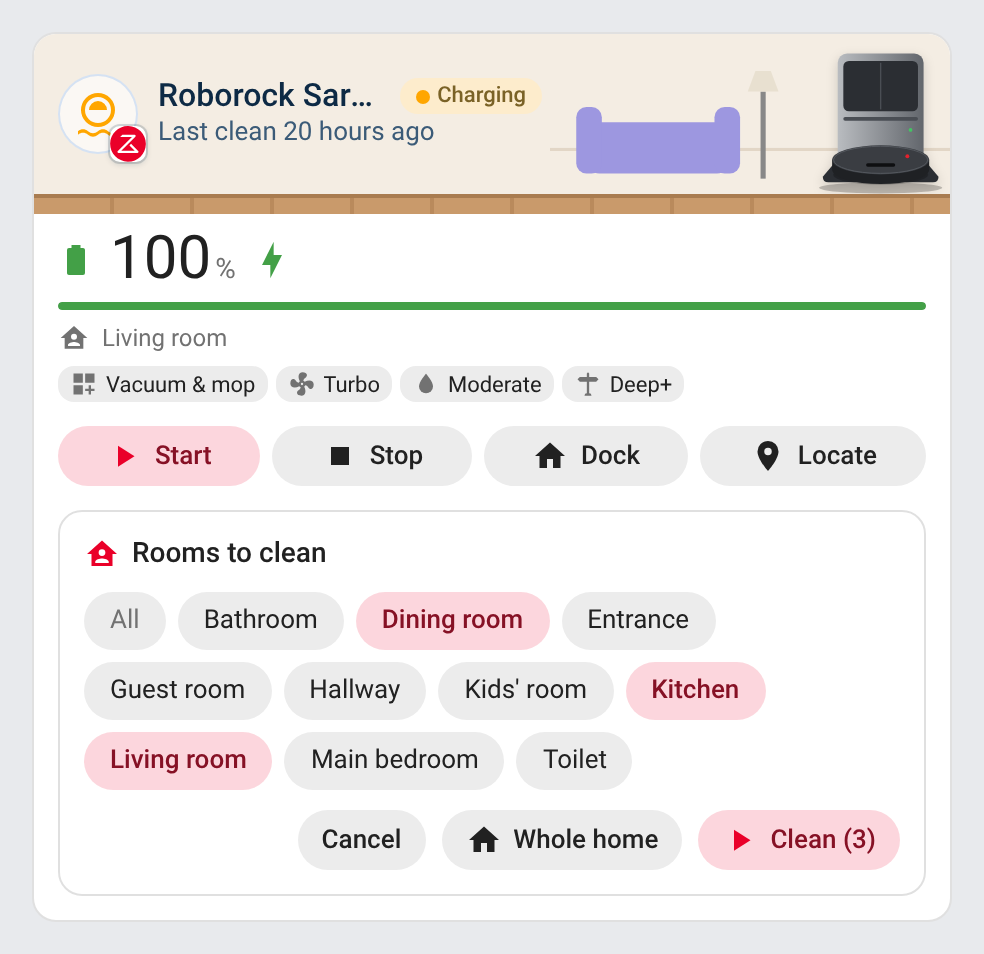 Roborock Sar... Charging
Last clean 20 hours ago
100 %
Living room
Vacuum & mop Turbo Moderate Deep+
Start Stop Dock Locate
Rooms to clean
All Bathroom Dining room Entrance
Guest room Hallway Kids' room Kitchen
Living room Main bedroom Toilet
Cancel Whole home Clean (3)